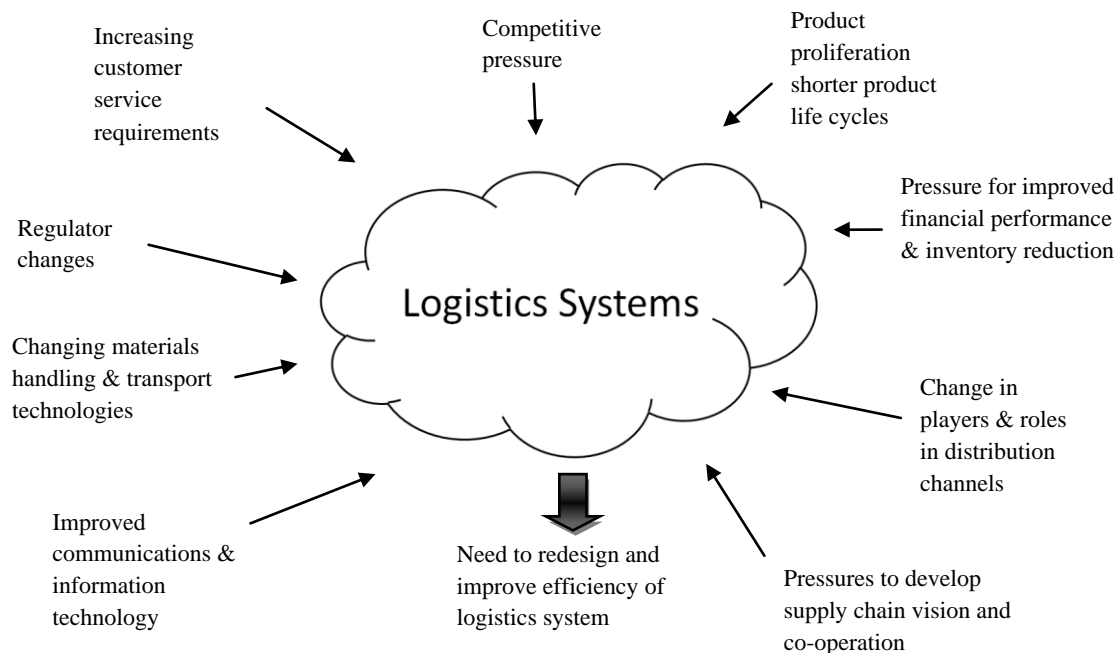 Increasing
customer
service
requirements
Competitive
pressure
Product
proliferation
shorter product
life cycles
Regulator
changes
Pressure for improved
financial performance
& inventory reduction
Logistics Systems
Changing materials
handling & transport
technologies
Change in
players & roles
in distribution
channels
Improved
communications &
information
technology
Need to redesign and
improve efficiency of
logistics system
Pressures to develop
supply chain vision and
co-operation